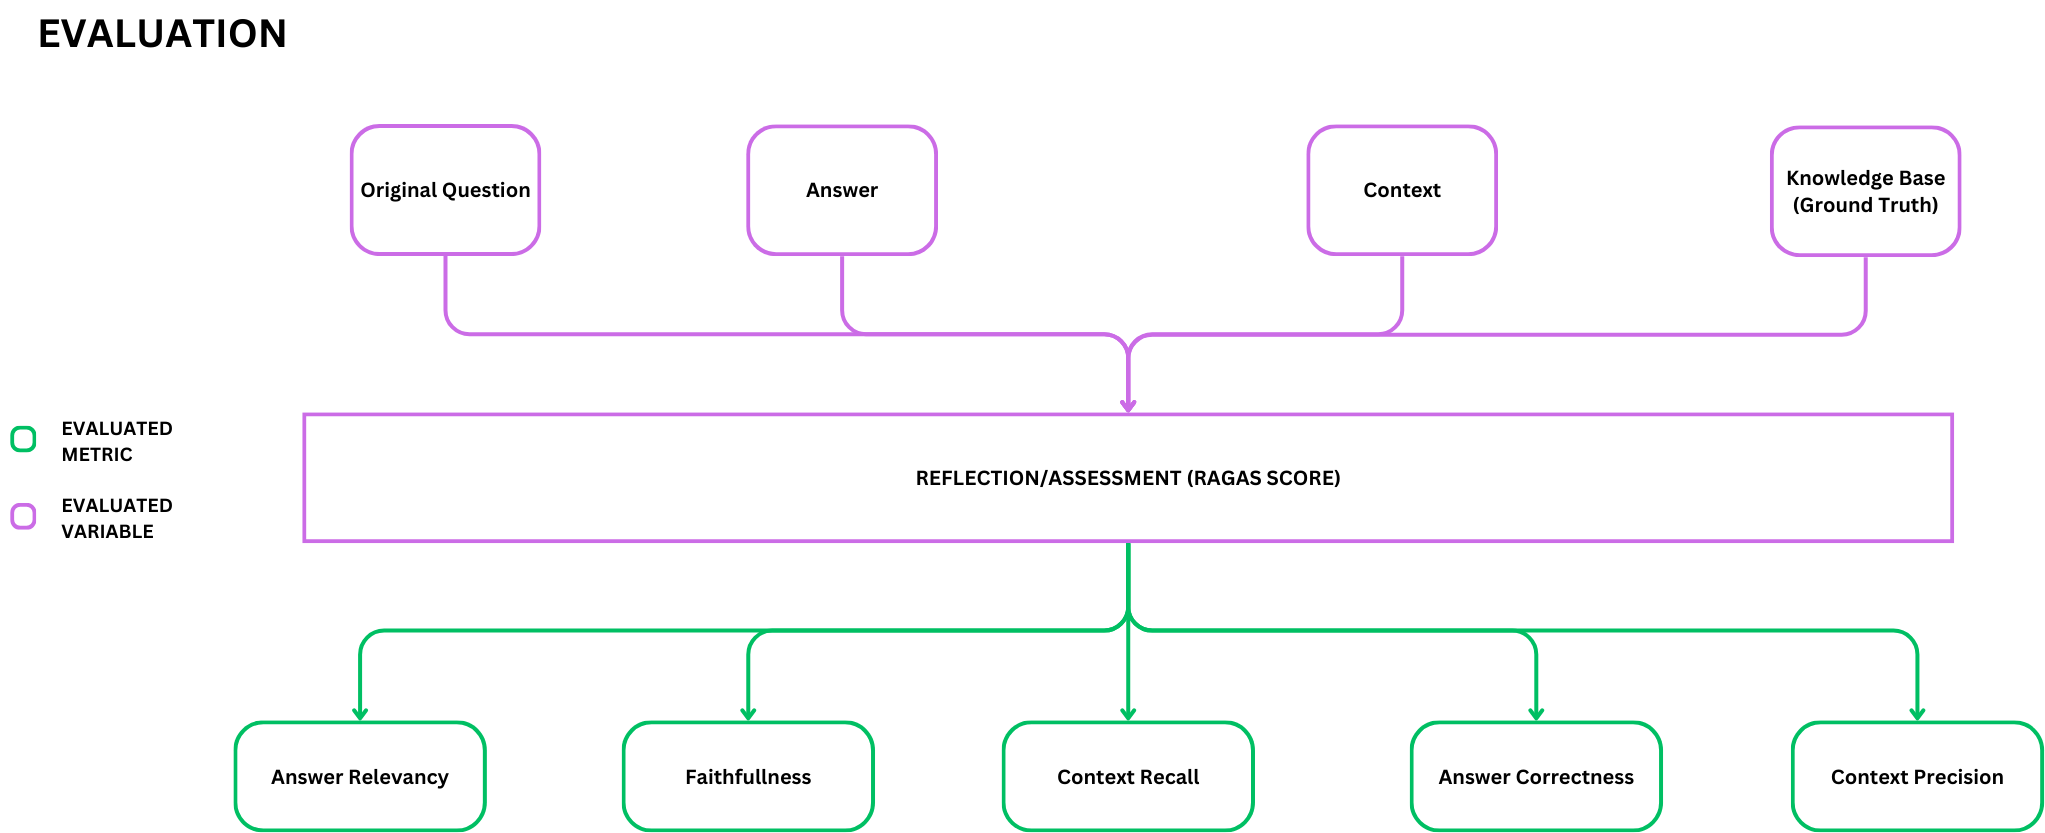 EVALUATION
Original Question
Answer
Context
Knowledge Base
(Ground Truth)
EVALUATED
METRIC
EVALUATED
VARIABLE
REFLECTION/ASSESSMENT (RAGAS SCORE)
Answer Relevancy
Faithfullness
Context Recall
Answer Correctness
Context Precision